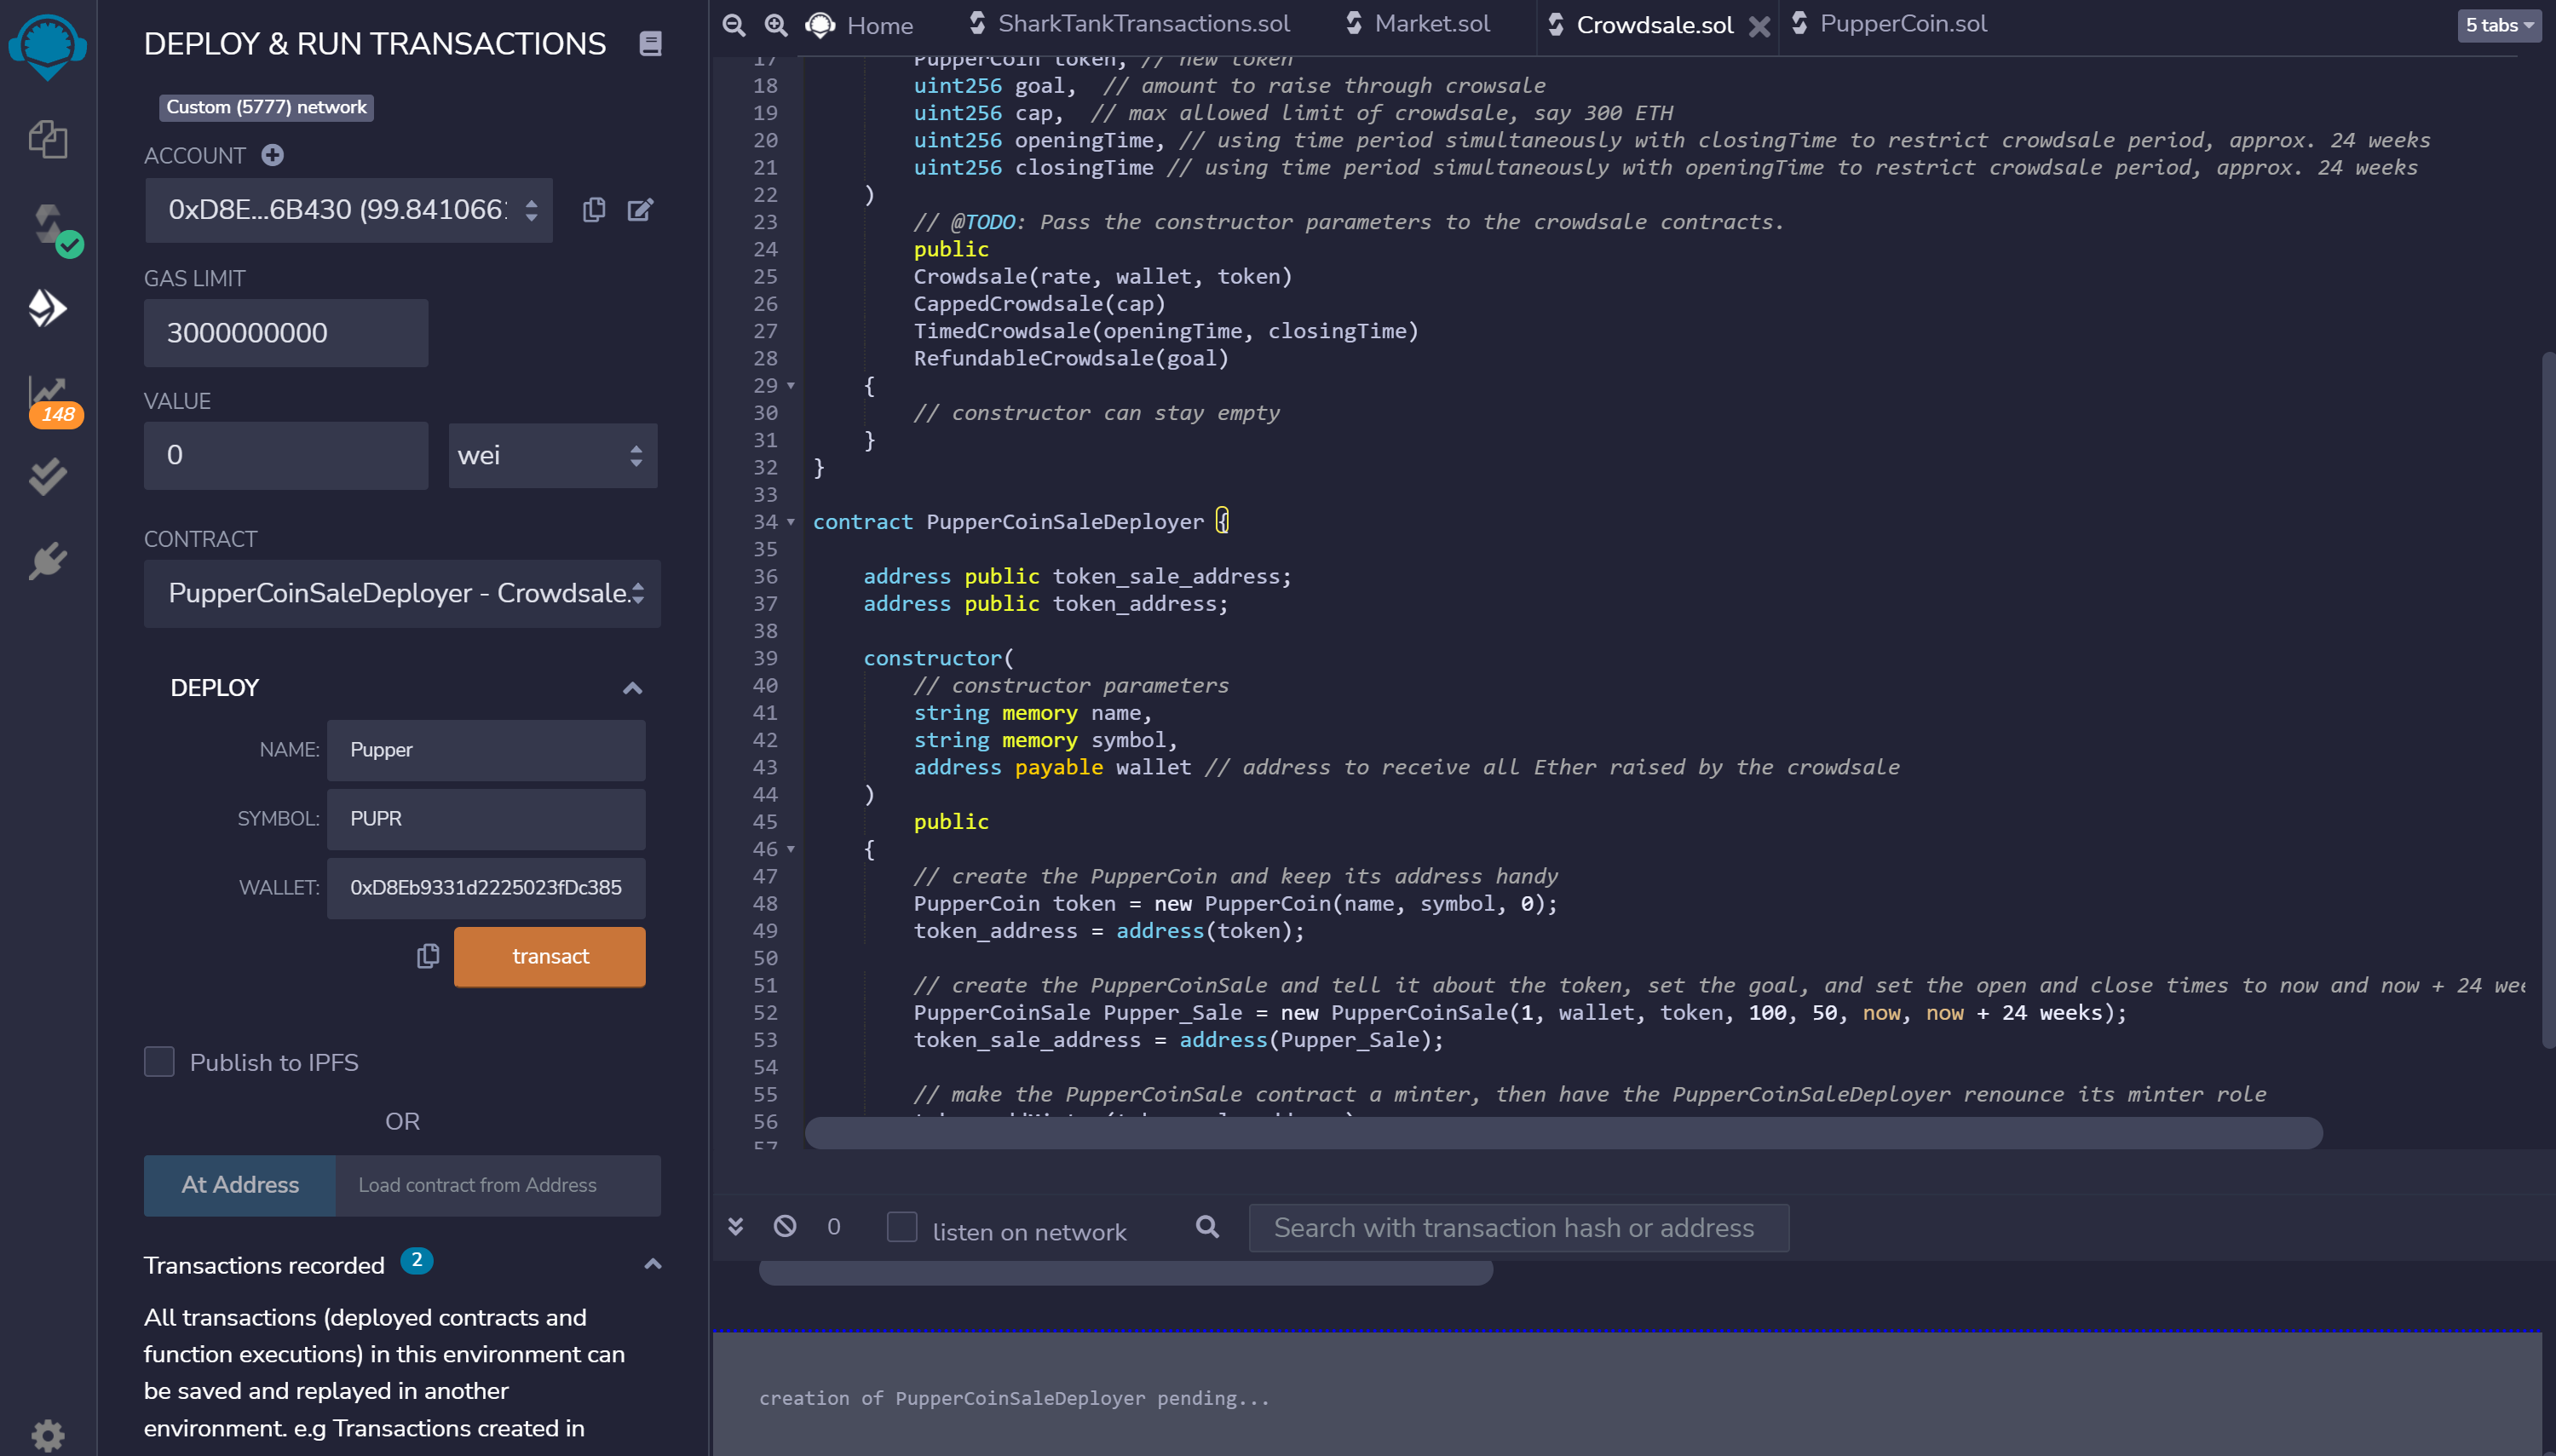 DEPLOY & RUN TRANSACTIONS
Custom (5777) network
ACCOUNT
0xD8E...6B430 (99.8410661
GAS LIMIT
3000000000
VALUE
0
wei
CONTRACT
PupperCoinSaleDeployer - Crowdsale.
DEPLOY
NAME: Pupper
SYMBOL: PUPR
WALLET: 0xD8Eb9331d2225023fDc385
transact
Publish to IPFS
OR
At Address
Load contract from Address
Transactions recorded 2
All transactions (deployed contracts and
function executions) in this environment can
be saved and replayed in another
environment. e.g Transactions created in
148
Home
SharkTankTransactions.sol
Market.sol
Crowdsale.sol
PupperCoin.sol
5 tabs
17 PupperCoin token, // new token
18 uint256 goal, // amount to raise through crowsale
19 uint256 cap, // max allowed limit of crowdsale, say 300 ETH
20 uint256 openingTime, // using time period simultaneously with closingTime to restrict crowdsale period, approx. 24 weeks
21 uint256 closingTime // using time period simultaneously with openingTime to restrict crowdsale period, approx. 24 weeks
22 )
23 // @TODO: Pass the constructor parameters to the crowdsale contracts.
24 public
25 Crowdsale(rate, wallet, token)
26 CappedCrowdsale(cap)
27 TimedCrowdsale(openingTime, closingTime)
28 RefundableCrowdsale(goal)
29 {
30 // constructor can stay empty
31 }
32 }
33
34 contract PupperCoinSaleDeployer {
35
36 address public token_sale_address;
37 address public token_address;
38
39 constructor(
40 // constructor parameters
41 string memory name,
42 string memory symbol,
43 address payable wallet // address to receive all Ether raised by the crowdsale
44 )
45 public
46 {
47 // create the PupperCoin and keep its address handy
48 PupperCoin token = new PupperCoin(name, symbol, 0);
49 token_address = address(token);
50
51 // create the PupperCoinSale and tell it about the token, set the goal, and set the open and close times to now and now + 24 wee
52 PupperCoinSale Pupper_Sale = new PupperCoinSale(1, wallet, token, 100, 50, now, now + 24 weeks);
53 token_sale_address = address(Pupper_Sale);
54
55 // make the PupperCoinSale contract a minter, then have the PupperCoinSaleDeployer renounce its minter role
56
57
0
listen on network
Search with transaction hash or address
creation of PupperCoinSaleDeployer pending...